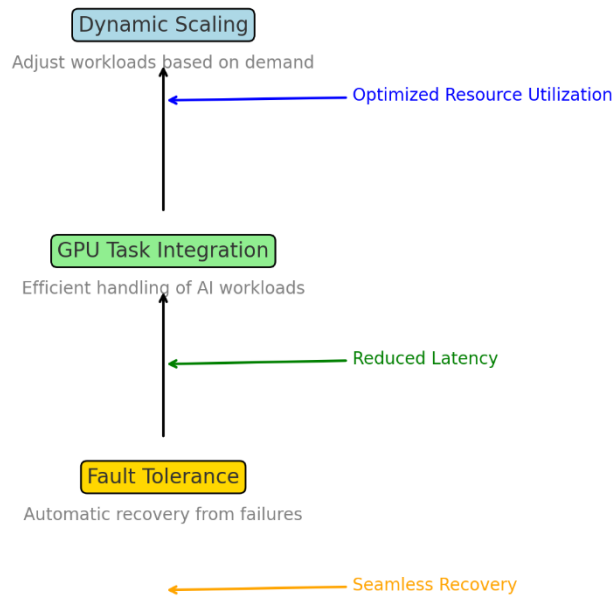 Dynamic Scaling
Adjust workloads based on demand
Optimized Resource Utilization
GPU Task Integration
Efficient handling of AI workloads
Reduced Latency
Fault Tolerance
Automatic recovery from failures
Seamless Recovery